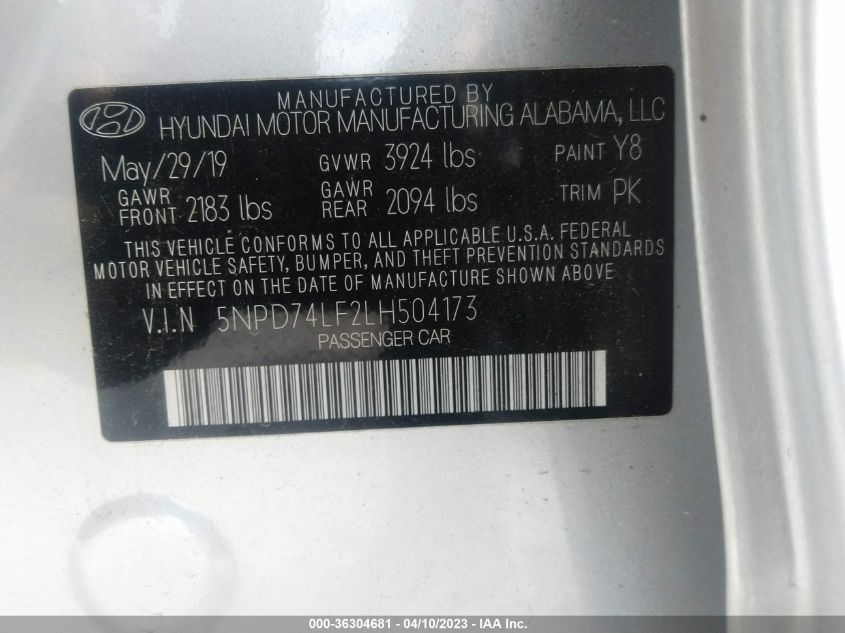 MANUFACTURED BY
HYUNDAI MOTOR MANUFACTURING ALABAMA, LLC
May/29/19 GVWR 3924 lbs PAINT Y8
GAWR FRONT 2183 lbs GAWR REAR 2094 lbs TRIM PK
THIS VEHICLE CONFORMS TO ALL APPLICABLE U.S.A. FEDERAL
MOTOR VEHICLE SAFETY, BUMPER, AND THEFT PREVENTION STANDARDS
IN EFFECT ON THE DATE OF MANUFACTURE SHOWN ABOVE
V.I.N 5NPD74LF2LH504173
PASSENGER CAR
000-36304681 - 04/10/2023 - IAA Inc.